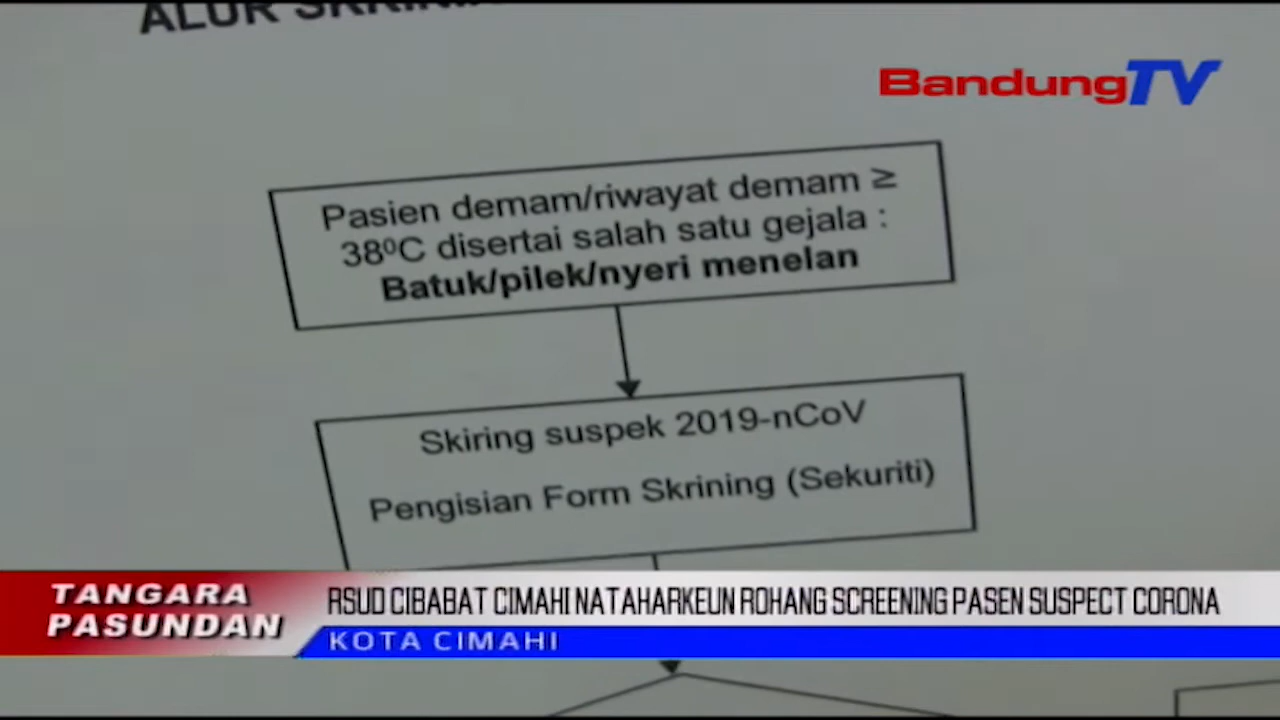 ALUR
BandungTV
Pasien demam/riwayat demam ≥
38⁰C disertai salah satu gejala :
Batuk/pilek/nyeri menelan
Skiring suspek 2019-nCoV
Pengisian Form Skrining (Sekuriti)
TANGARA
PASUNDAN
RSUD CIBABAT CIMAHI NATAHARKEUN ROHANG SCREENING PASEN SUSPECT CORONA
KOTA CIMAHI